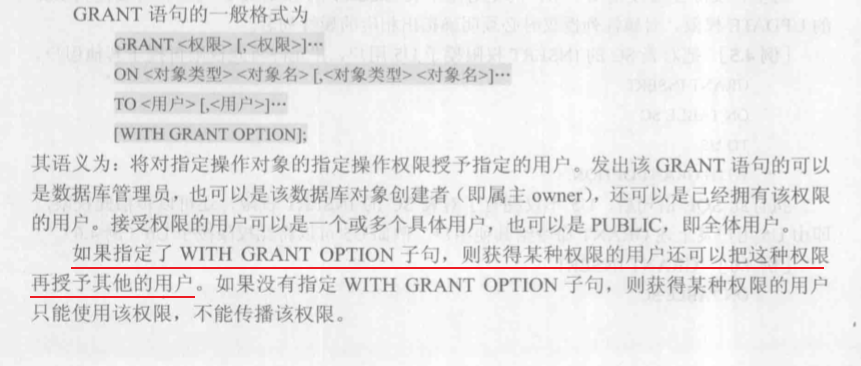 GRANT 语句的一般格式为
GRANT <权限> [,<权限>]…
ON <对象类型> <对象名> [,<对象类型> <对象名>]…
TO <用户> [,<用户>]…
[WITH GRANT OPTION];
其语义为：将对指定操作对象的指定操作权限授予指定的用户。发出该 GRANT 语句的可以
是数据库管理员，也可以是该数据库对象创建者（即属主 owner），还可以是已经拥有该权限
的用户。接受权限的用户可以是一个或多个具体用户，也可以是 PUBLIC，即全体用户。
如果指定了 WITH GRANT OPTION 子句，则获得某种权限的用户还可以把这种权限
再授予其他的用户。如果没有指定 WITH GRANT OPTION 子句，则获得某种权限的用户
只能使用该权限，不能传播该权限。